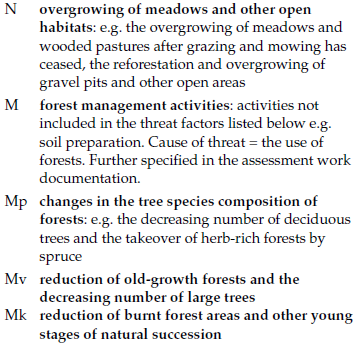 N overgrowing of meadows and other open
habitats: e.g. the overgrowing of meadows and
wooded pastures after grazing and mowing has
ceased, the reforestation and overgrowing of
gravel pits and other open areas
M forest management activities: activities not
included in the threat factors listed below e.g.
soil preparation. Cause of threat = the use of
forests. Further specified in the assessment work
documentation.
Mp changes in the tree species composition of
forests: e.g. the decreasing number of deciduous
trees and the takeover of herb-rich forests by
spruce
Mv reduction of old-growth forests and the
decreasing number of large trees
Mk reduction of burnt forest areas and other young
stages of natural succession